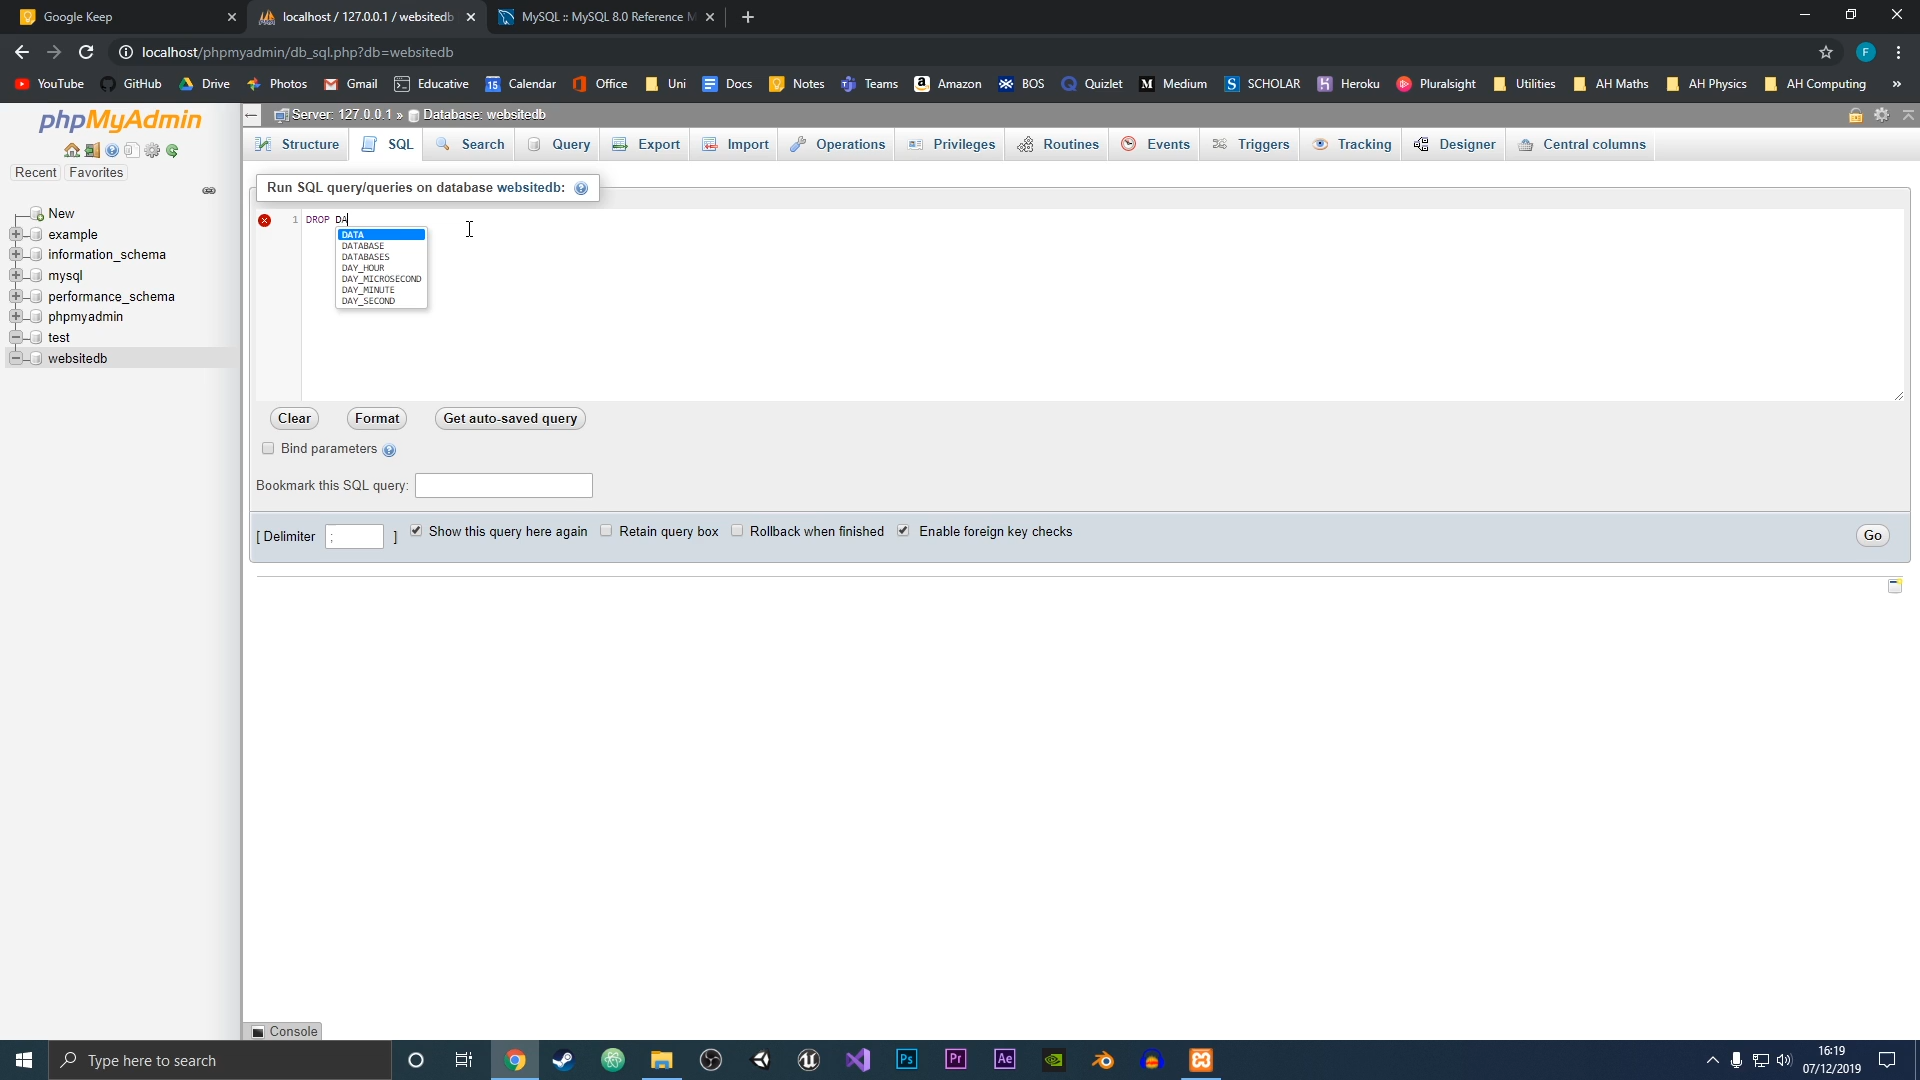 Google Keep
localhost / 127.0.0.1 / websitedb
MySQL :: MySQL 8.0 Reference M
localhost/phpmyadmin/db_sql.php?db=websitedb
F
YouTube GitHub Drive Photos Gmail Educative 15 Calendar Office Uni Docs Notes Teams Amazon BOS Quizlet Medium SCHOLAR Heroku Pluralsight Utilities AH Maths AH Physics AH Computing »
phpMyAdmin
Recent Favorites
New
example
information_schema
mysql
performance_schema
phpmyadmin
test
websitedb
Server: 127.0.0.1 » Database: websitedb
Structure SQL Search Query Export Import Operations Privileges Routines Events Triggers Tracking Designer Central columns
Run SQL query/queries on database websitedb:
1 DROP DA
DATA
DATABASE
DATABASES
DAY_HOUR
DAY_MICROSECOND
DAY_MINUTE
DAY_SECOND
Clear Format Get auto-saved query
Bind parameters
Bookmark this SQL query:
[ Delimiter ; ] Show this query here again Retain query box Rollback when finished Enable foreign key checks Go
Console
Type here to search
Ps Pr Ae
16:19
07/12/2019